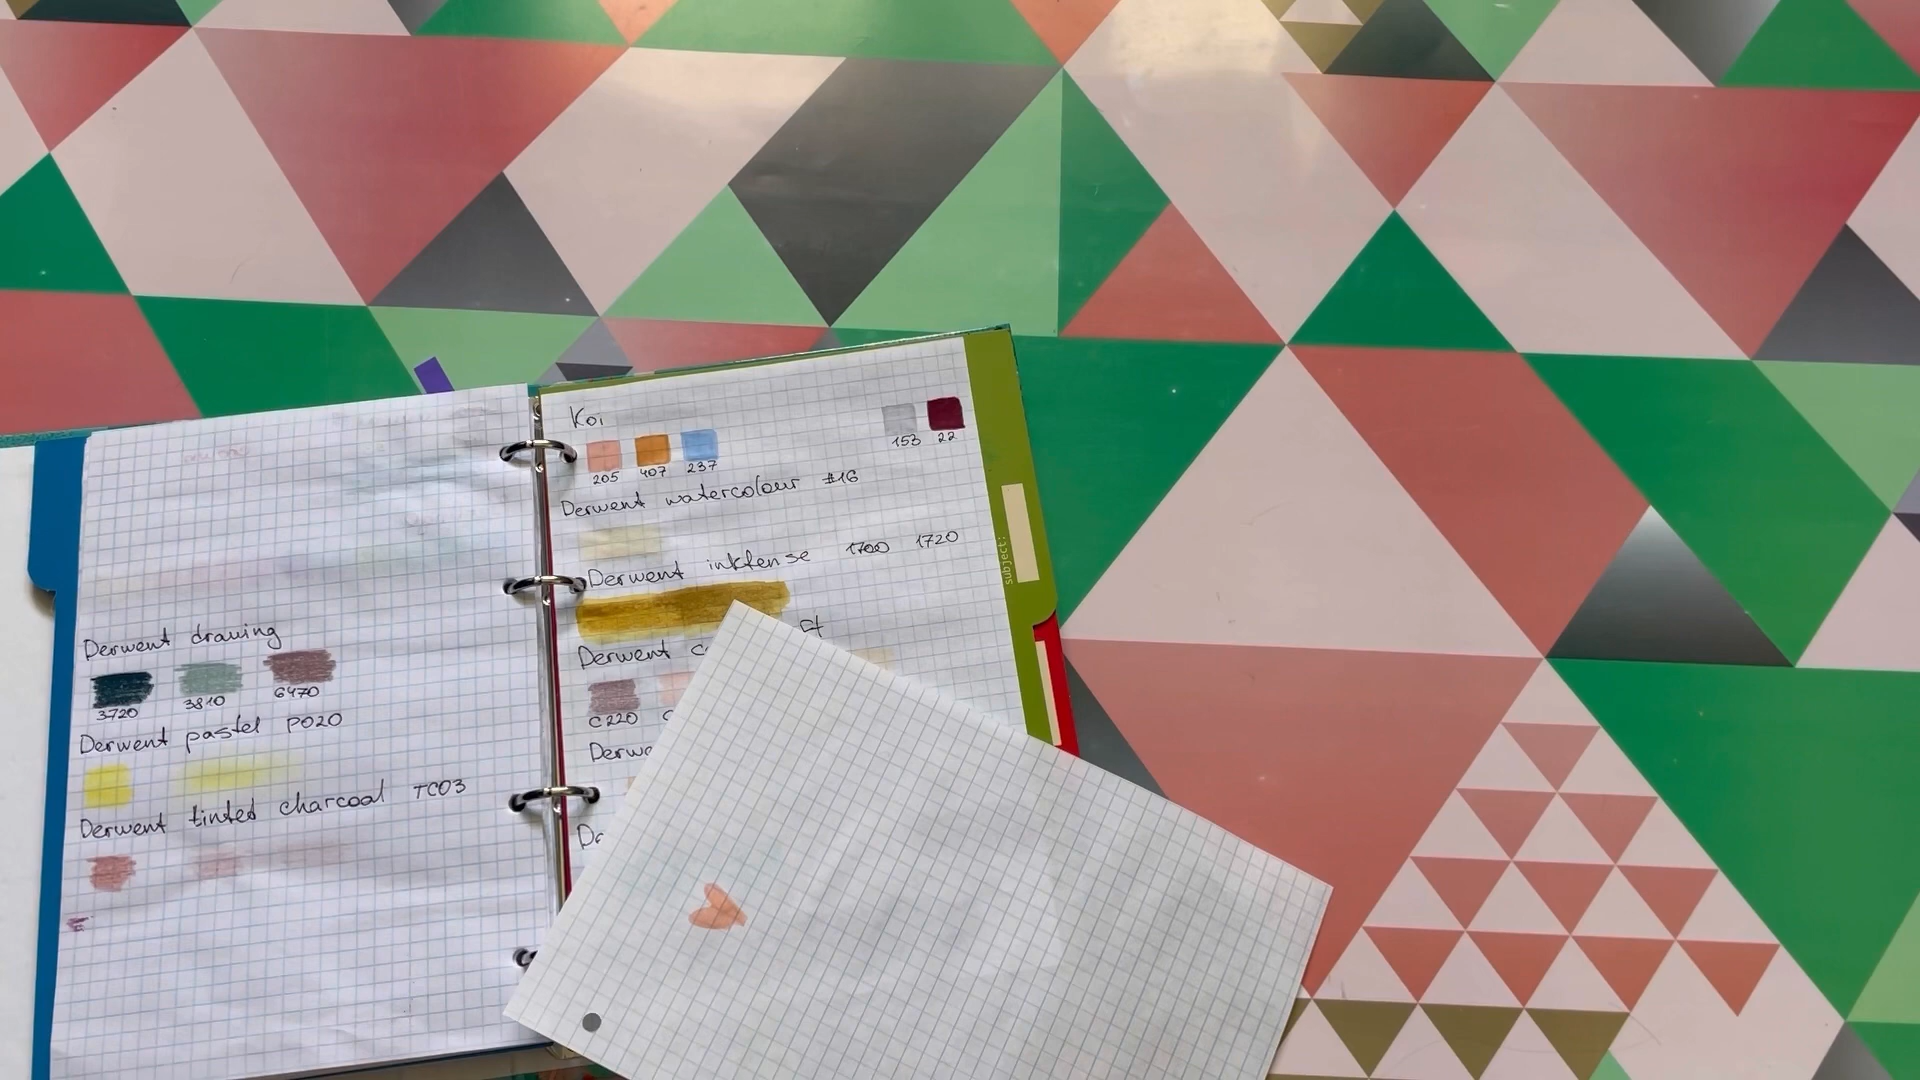 Derwent drawing
3720 3810 6470
Derwent pastel P020
Derwent tinted charcoal TC03
Koi
153 22
205 407 237
Derwent watercolour #16
Derwent inktense 1700 1720
Derwent
C220
subject: